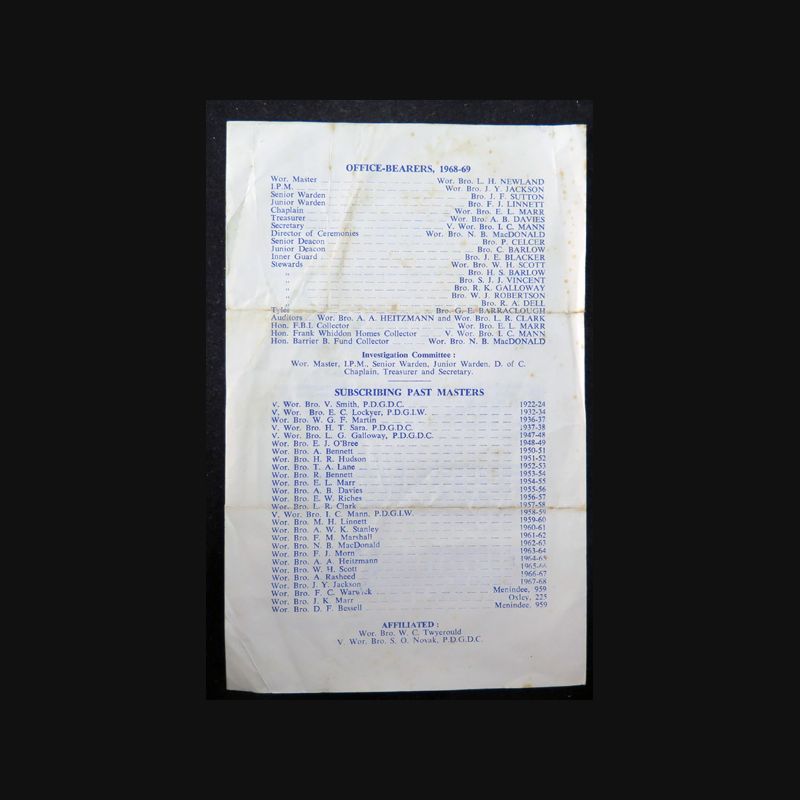 OFFICE-BEARERS, 1968-69
Wor. Master Wor. Bro. L. H. NEWLAND
I.P.M. Wor. Bro. J. Y. JACKSON
Senior Warden Bro. J. F. SUTTON
Junior Warden Bro. F. J. LINNETT
Chaplain Wor. Bro. E. L. MARR
Treasurer Wor. Bro. A. B. DAVIES
Secretary V. Wor. Bro. I. C. MANN
Director of Ceremonies Wor. Bro. N. B. MacDONALD
Senior Deacon Bro. P. CELCER
Junior Deacon Bro. C. BARLOW
Inner Guard Bro. J. E. BLACKER
Stewards Wor. Bro. W. H. SCOTT
„ Bro. H. S. BARLOW
„ Bro. S. J. J. VINCENT
„ Bro. R. K. GALLOWAY
„ Bro. W. J. ROBERTSON
„ Bro. R. A. DELL
Tyler Bro. G. E. BARRACLOUGH
Auditors Wor. Bro. A. A. HEITZMANN and Wor. Bro. L. R. CLARK
Hon. F.B.I. Collector Wor. Bro. E. L. MARR
Hon. Frank Whiddon Homes Collector V. Wor. Bro. I. C. MANN
Hon. Barrier B. Fund Collector Wor. Bro. N. B. MacDONALD
Investigation Committee :
Wor. Master, I.P.M., Senior Warden, Junior Warden, D. of C.
Chaplain, Treasurer and Secretary.
SUBSCRIBING PAST MASTERS
V. Wor. Bro. V. Smith, P.D.G.D.C. 1922-24
V. Wor. Bro. E. C. Lockyer, P.D.G.I.W. 1932-34
Wor. Bro. W. G. F. Martin 1936-37
V. Wor. Bro. H. T. Sara, P.D.G.D.C. 1937-38
V. Wor. Bro. L. G. Galloway, P.D.G.D.C. 1947-48
Wor. Bro. E. J. O'Bree 1948-49
Wor. Bro. A. Bennett 1950-51
Wor. Bro. H. R. Hudson 1951-52
Wor. Bro. T. A. Lane 1952-53
Wor. Bro. R. Bennett 1953-54
Wor. Bro. E. L. Marr 1954-55
Wor. Bro. A. B. Davies 1955-56
Wor. Bro. E. W. Riches 1956-57
Wor. Bro. L. R. Clark 1957-58
V. Wor. Bro. I. C. Mann, P.D.G.I.W. 1958-59
Wor. Bro. M. H. Linnett 1959-60
Wor. Bro. A. W. K. Stanley 1960-61
Wor. Bro. F. M. Marshall 1961-62
Wor. Bro. N. B. MacDonald 1962-63
Wor. Bro. F. J. Morn 1963-64
Wor. Bro. A. A. Heitzmann 1964-65
Wor. Bro. W. H. Scott 1965-66
Wor. Bro. A. Rasheed 1966-67
Wor. Bro. J. Y. Jackson 1967-68
Wor. Bro. F. C. Warwick Menindee, 959
Wor. Bro. J. K. Marr Oxley, 225
Wor. Bro. D. F. Bessell Menindee, 959
AFFILIATED :
Wor. Bro. W. C. Twyerould
V. Wor. Bro. S. O. Novak, P.D.G.D.C.